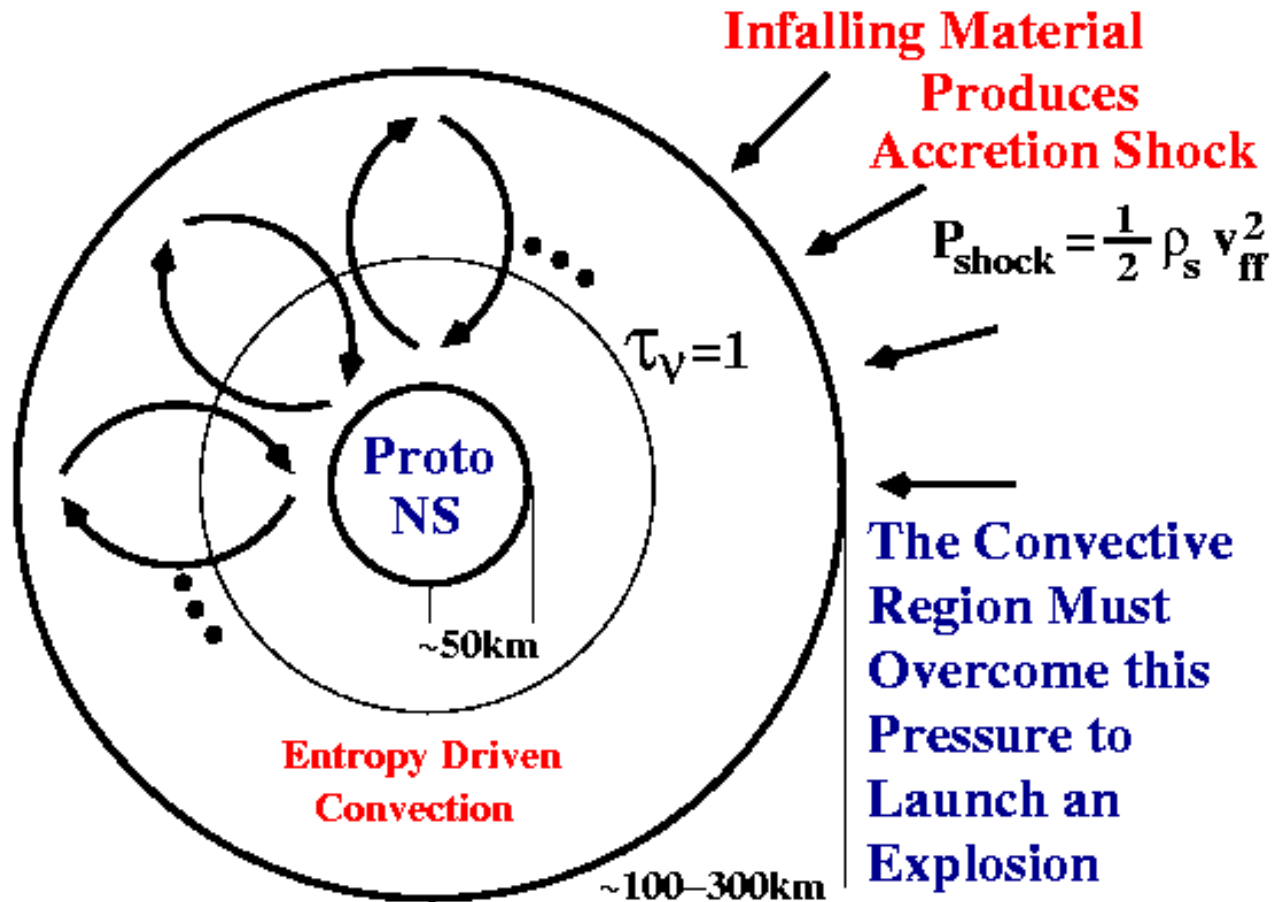 Infalling Material
Produces
Accretion Shock
P_shock = 1/2 ρ_s v_ff^2
τ_ν=1
Proto
NS
~50km
Entropy Driven
Convection
~100–300km
The Convective
Region Must
Overcome this
Pressure to
Launch an
Explosion